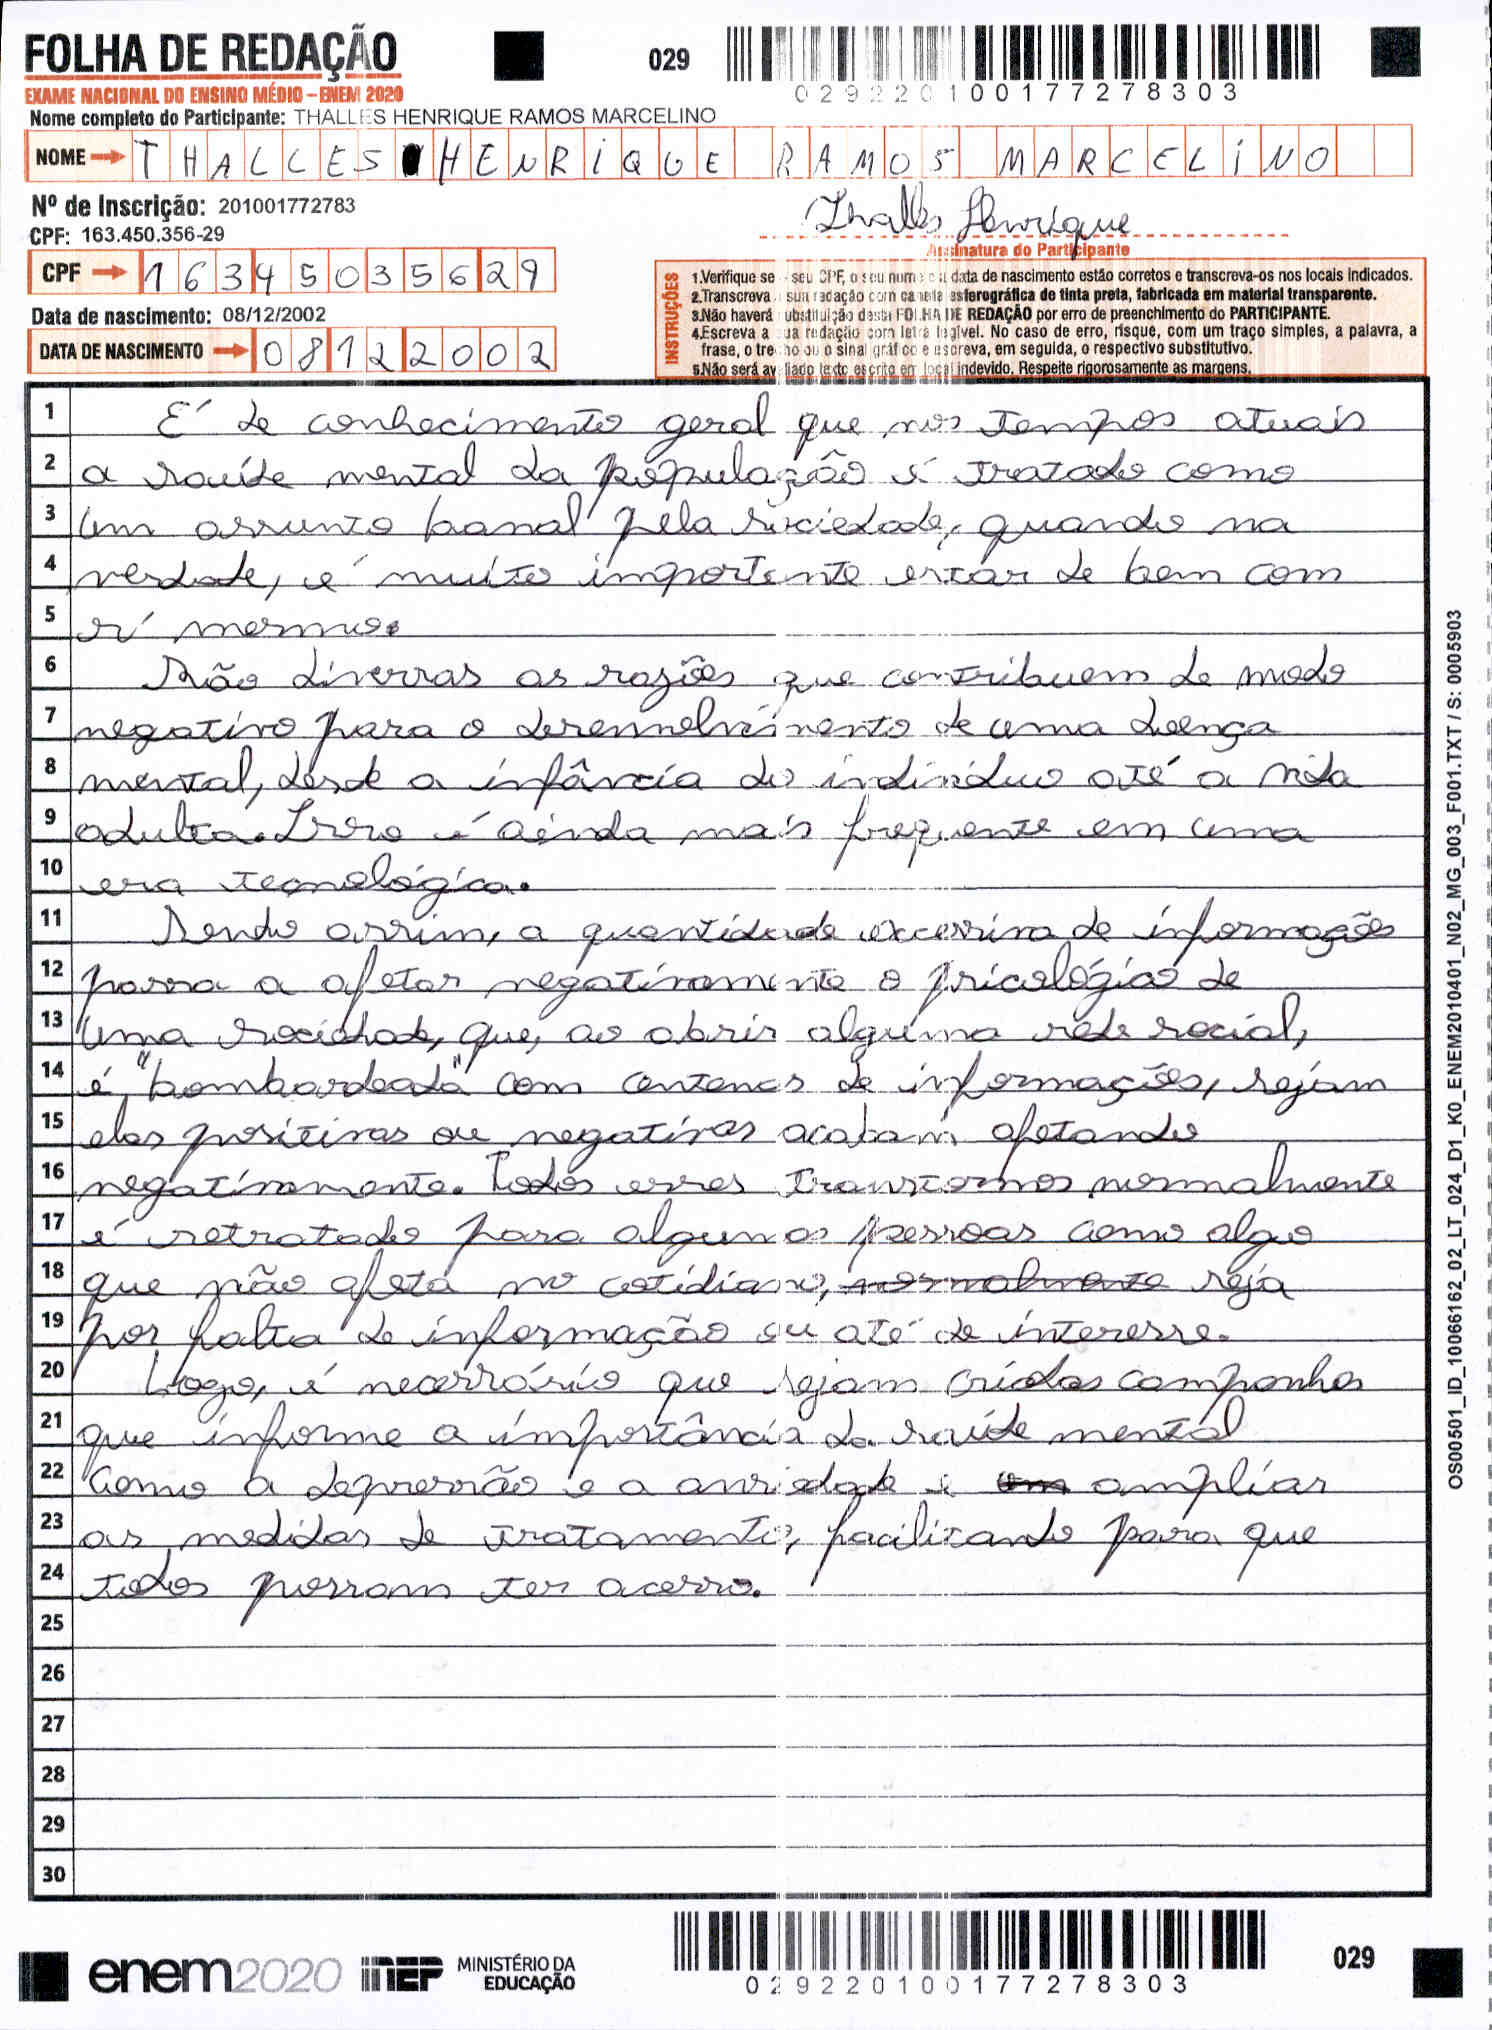 FOLHA DE REDAÇÃO
029
EXAME NACIONAL DO ENSINO MÉDIO – ENEM 2020
029220100177278303
Nome completo do Participante: THALLES HENRIQUE RAMOS MARCELINO
NOME THALLES HENRIQUE RAMOS MARCELINO
Nº de Inscrição: 201001772783
Thalles Henrique
CPF: 163.450.356-29
Assinatura do Participante
CPF 16345035629
Data de nascimento: 08/12/2002
DATA DE NASCIMENTO 08122002
INSTRUÇÕES
1.Verifique se o seu CPF, o seu nome e a data de nascimento estão corretos e transcreva-os nos locais indicados.
2.Transcreva a sua redação com caneta esferográfica de tinta preta, fabricada em material transparente.
3.Não haverá substituição desta FOLHA DE REDAÇÃO por erro de preenchimento do PARTICIPANTE.
4.Escreva a sua redação com letra legível. No caso de erro, risque, com um traço simples, a palavra, a
frase, o trecho ou o sinal gráfico e escreva, em seguida, o respectivo substitutivo.
5.Não será avaliado texto escrito em local indevido. Respeite rigorosamente as margens.
1 É de conhecimento geral que nos tempos atuais
2 a saúde mental da população é tratado como
3 um assunto banal pela sociedade, quando na
4 verdade, é muito importante estar de bem com
5 sí mesmo.
6 São diversas as razões que contribuem de modo
7 negativo para o desenvolvimento de uma doença
8 mental, desde a infância do indivíduo até a vida
9 adulta. Isso é ainda mais frequente em uma
10 era tecnológica.
11 Sendo assim, a quantidade excessiva de informações
12 passa a afetar negativamente o psicológico de
13 uma sociedade, que, ao abrir alguma rede social,
14 é "bombardeada" com centenas de informações, sejam
15 elas positivas ou negativas acabam afetando
16 negativamente. Todos esses transtornos normalmente
17 é retratado para algumas pessoas como algo
18 que não afeta no cotidiano, normalmente seja
19 por falta de informação ou até de interesse.
20 Logo, é necessário que sejam criadas campanhas
21 que informe a importância da saúde mental
22 como a depressão e a ansiedade e um ampliar
23 as medidas de tratamento, facilitando para que
24 todos possam ter acesso.
25
26
27
28
29
30
OS00501_ID_10066162_02_LT_024_D1_K0_ENEM2010401_N02_MG_003_F001.TXT / S: 0005903
enem2020 INEP MINISTÉRIO DA
EDUCAÇÃO
029220100177278303
029